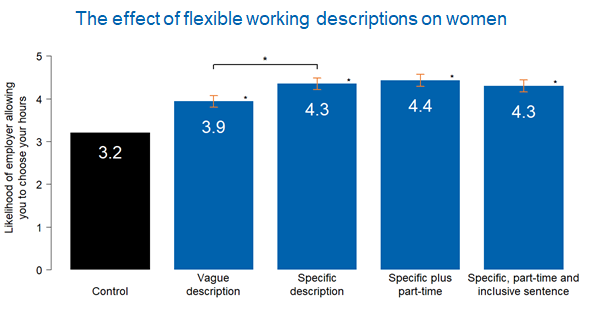 The effect of flexible working descriptions on women
Likelihood of employer allowing
you to choose your hours
5
4
3
2
1
0
*
*
*
*
*
3.2
3.9
4.3
4.4
4.3
Control
Vague
description
Specific
description
Specific plus
part-time
Specific, part-time and
inclusive sentence